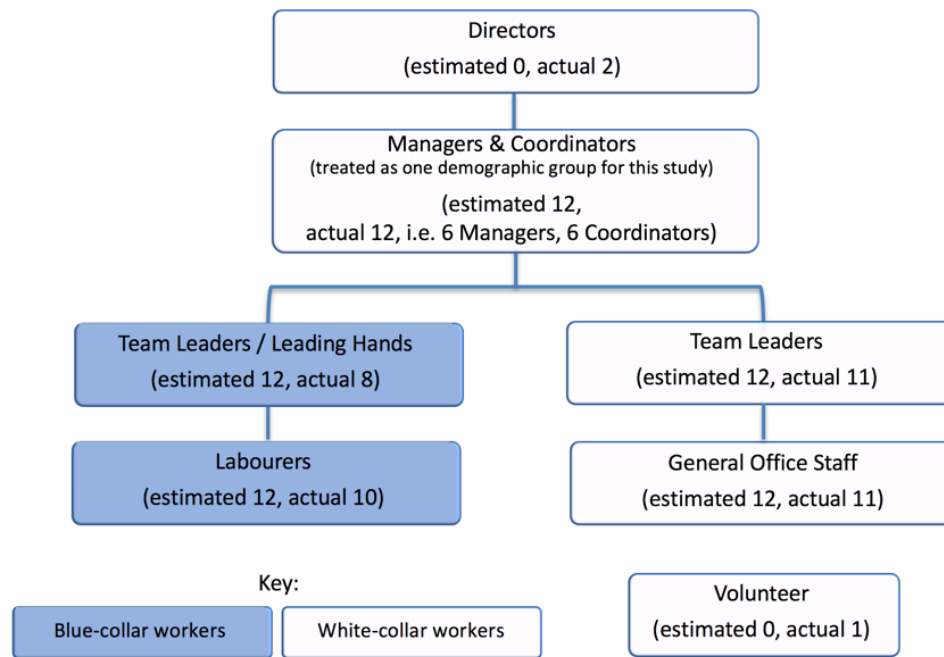 Directors
(estimated 0, actual 2)
Managers & Coordinators
(treated as one demographic group for this study)
(estimated 12,
actual 12, i.e. 6 Managers, 6 Coordinators)
Team Leaders / Leading Hands
(estimated 12, actual 8)
Team Leaders
(estimated 12, actual 11)
Labourers
(estimated 12, actual 10)
General Office Staff
(estimated 12, actual 11)
Key:
Blue-collar workers
White-collar workers
Volunteer
(estimated 0, actual 1)